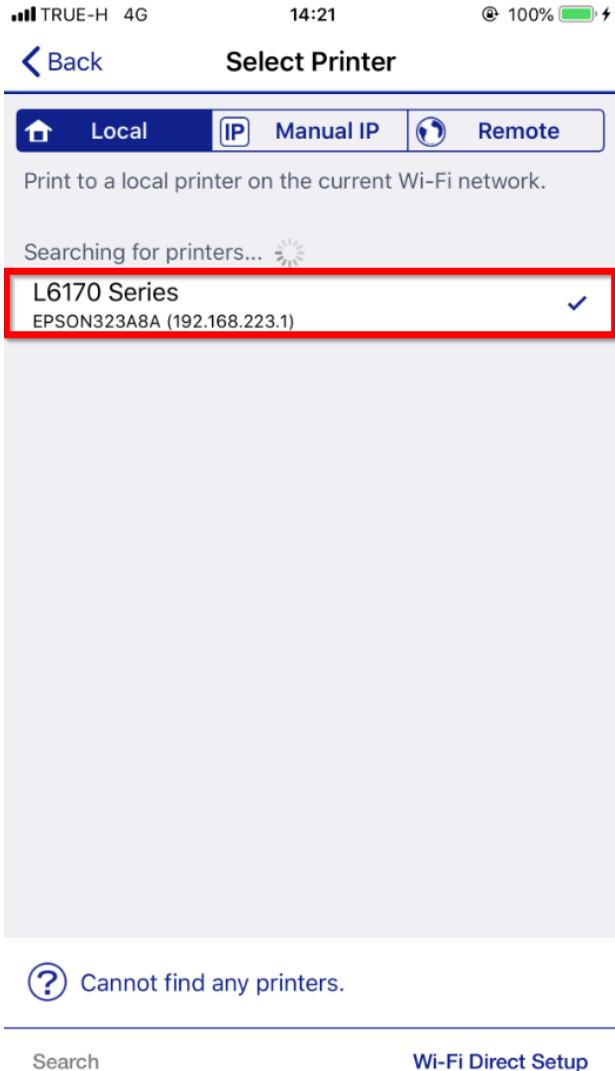 TRUE-H 4G 14:21 100%
Back Select Printer
Local IP Manual IP Remote
Print to a local printer on the current Wi-Fi network.
Searching for printers...
L6170 Series
EPSON323A8A (192.168.223.1)
? Cannot find any printers.
Search Wi-Fi Direct Setup